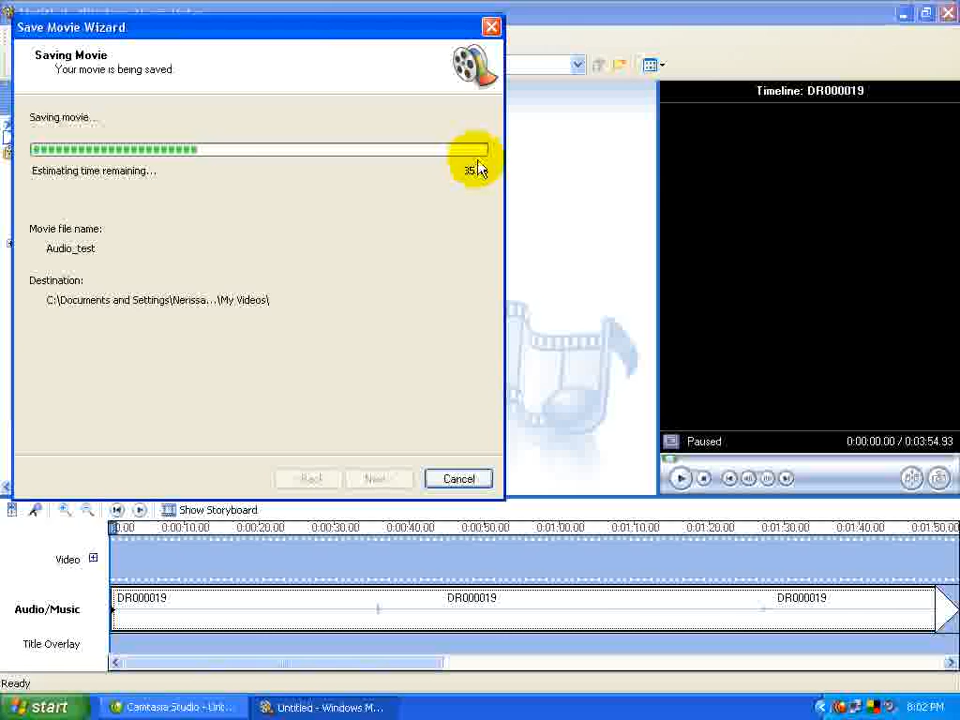 Save Movie Wizard
Saving Movie
Your movie is being saved
Timeline: DR000019
Saving movie...
Estimating time remaining...
Movie file name:
Audio_test
Destination:
C:\Documents and Settings\Nerissa...\My Videos\
Paused
0:00:00.00 / 0:03:54.93
Back
Next
Cancel
Show Storyboard
0:00:10.00
0:00:20.00
0:00:30.00
0:00:40.00
0:00:50.00
0:01:00.00
0:01:10.00
0:01:20.00
0:01:30.00
0:01:40.00
0:01:50.00
Video
DR000019
DR000019
DR000019
Audio/Music
Title Overlay
Ready
start
Camtasia Studio - Unt...
Untitled - Windows M...
8:02 PM